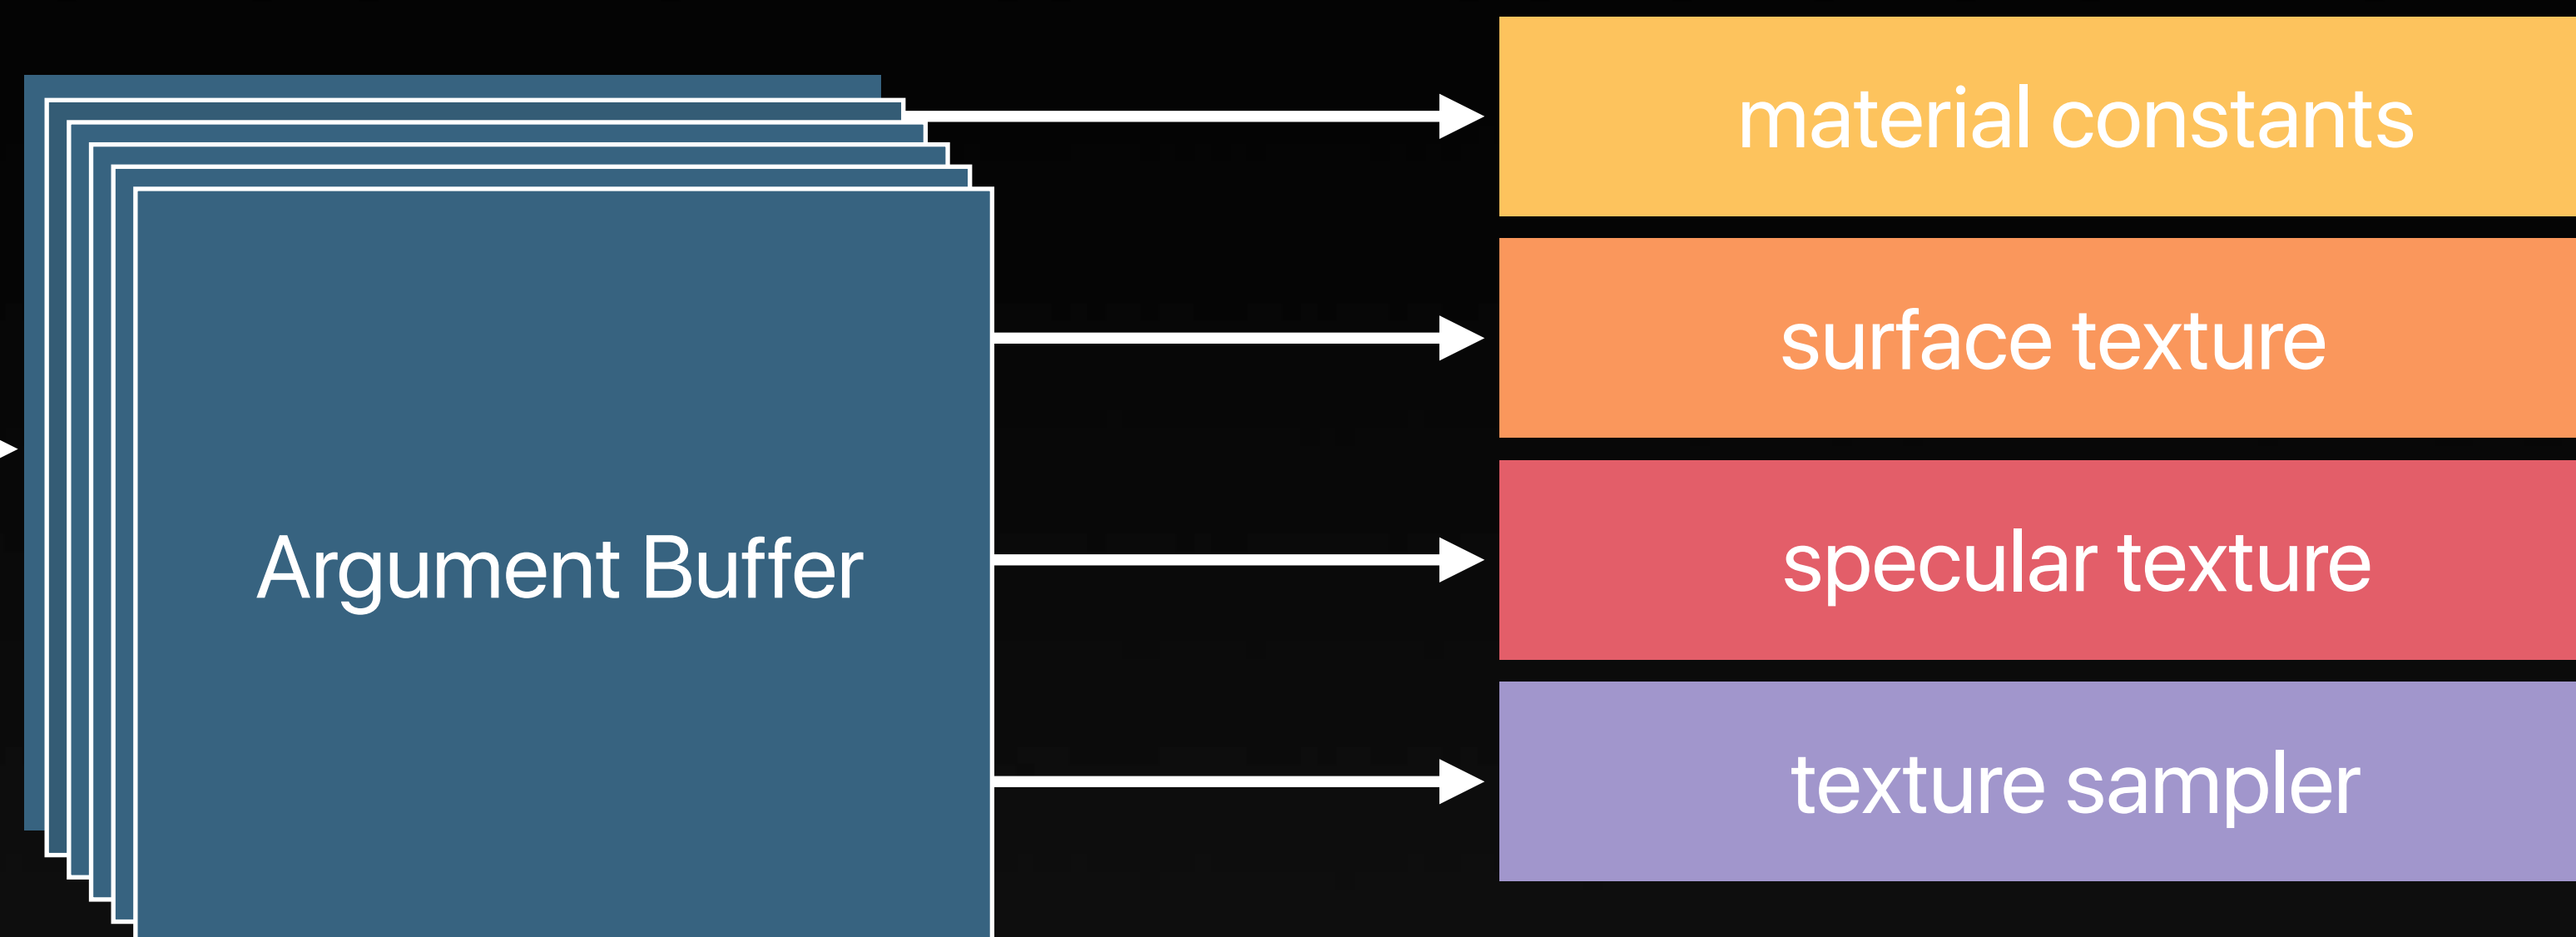 material constants
surface texture
specular texture
Argument Buffer
texture sampler